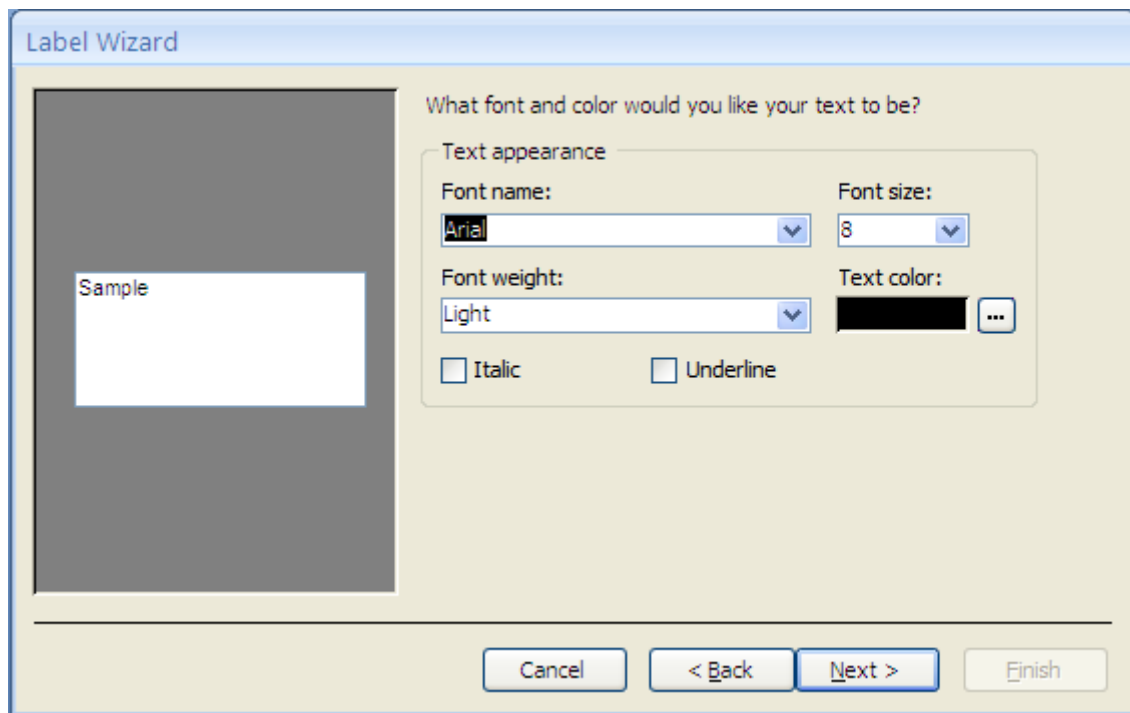 Label Wizard
What font and color would you like your text to be?
Text appearance
Font name: Font size:
Arial 8
Sample
Font weight: Text color:
Light ...
Italic Underline
Cancel < Back Next > Finish